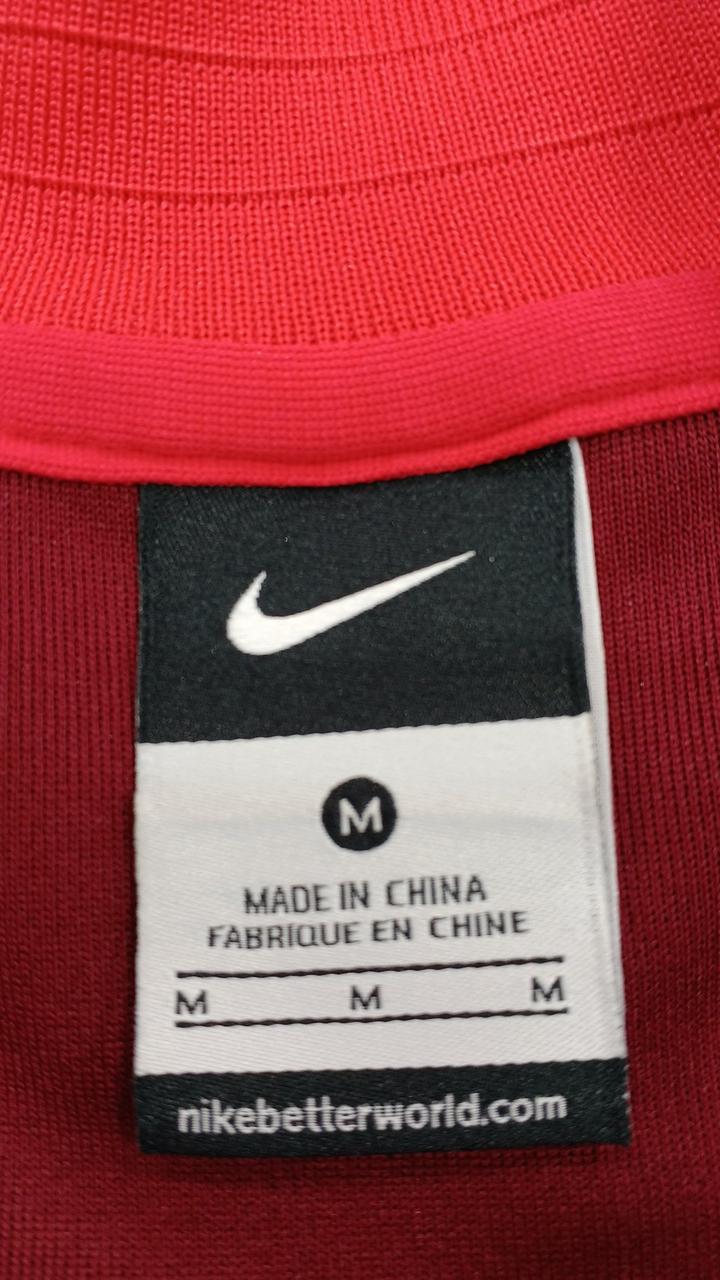 M
MADE IN CHINA
FABRIQUE EN CHINE
M M M
nikebetterworld.com